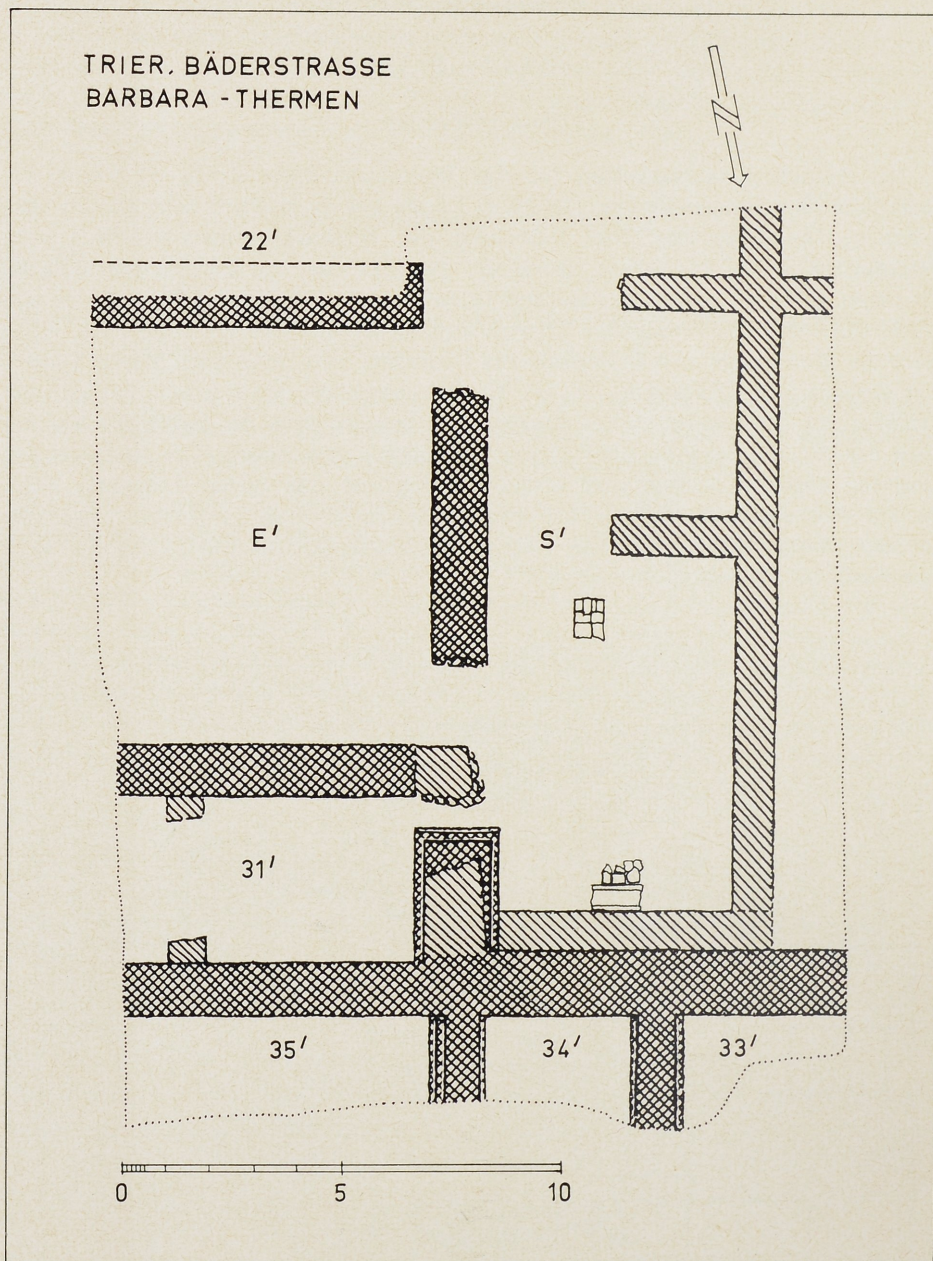 TRIER, BÄDERSTRASSE
BARBARA - THERMEN
N
22′
E′
S′
31′
35′
34′
33′
0 5 10